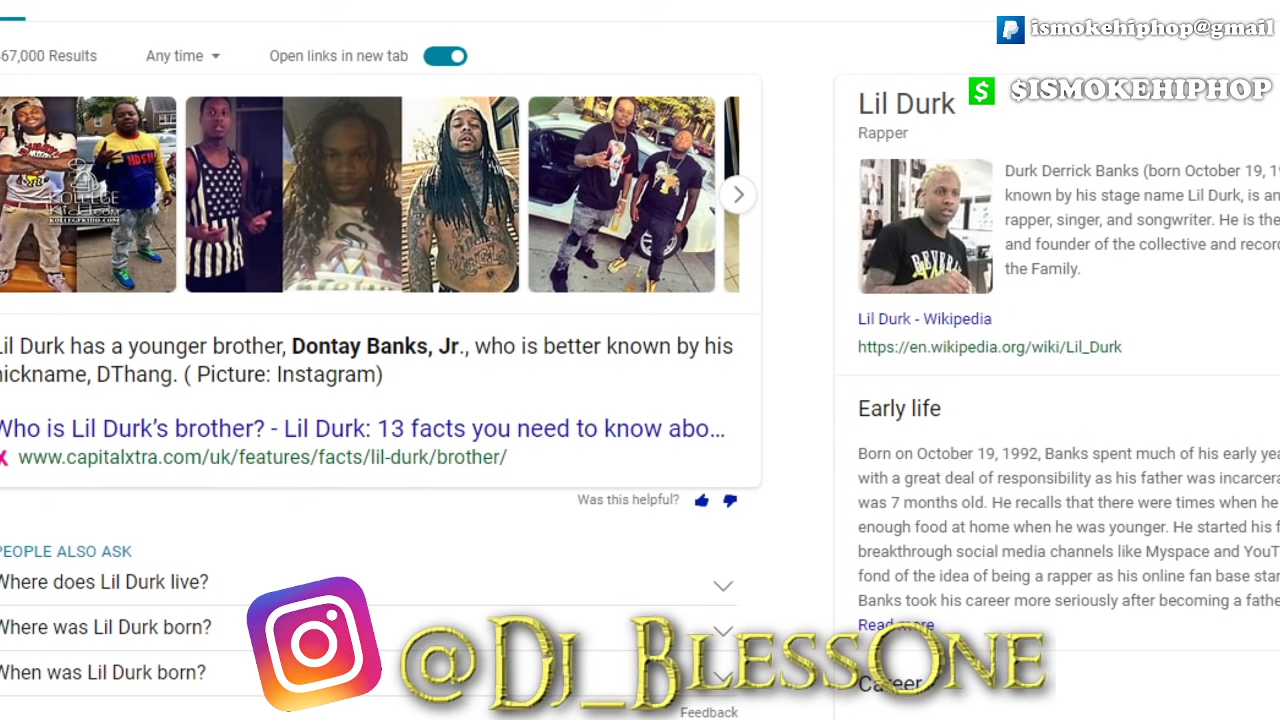 67,000 Results
Any time
Open links in new tab
ismokehiphop@gmail
$ISMOKEHIPHOP
KOLLEGE
KIDD.COM
Lil Durk
Rapper
Durk Derrick Banks (born October 19, 1
known by his stage name Lil Durk, is an
rapper, singer, and songwriter. He is the
and founder of the collective and record
the Family.
Lil Durk - Wikipedia
https://en.wikipedia.org/wiki/Lil_Durk
Lil Durk has a younger brother, Dontay Banks, Jr., who is better known by his
nickname, DThang. ( Picture: Instagram)
Who is Lil Durk's brother? - Lil Durk: 13 facts you need to know abo...
X www.capitalxtra.com/uk/features/facts/lil-durk/brother/
Was this helpful?
PEOPLE ALSO ASK
Where does Lil Durk live?
Where was Lil Durk born?
When was Lil Durk born?
Feedback
Early life
Born on October 19, 1992, Banks spent much of his early yea
with a great deal of responsibility as his father was incarcera
was 7 months old. He recalls that there were times when he
enough food at home when he was younger. He started his f
breakthrough social media channels like Myspace and YouT
fond of the idea of being a rapper as his online fan base star
Banks took his career more seriously after becoming a fathe
Read more
Career
@Dj_BlessOne